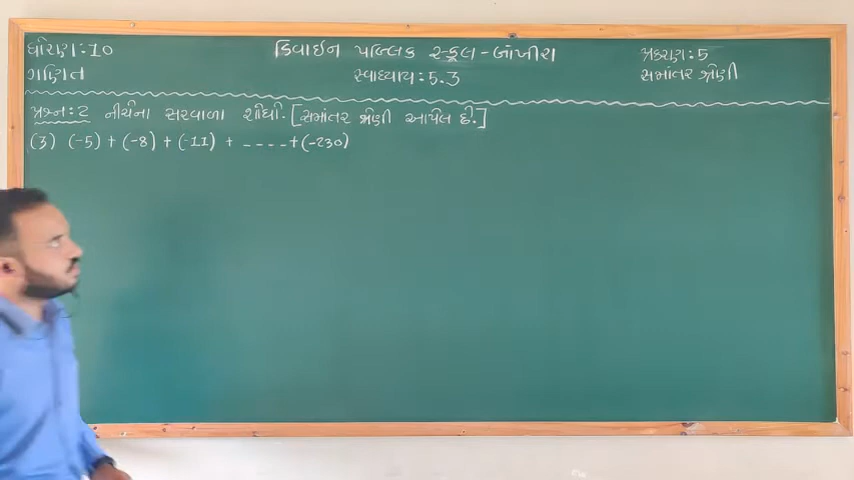 ધોરણ:10 ડિવાઇન પબ્લિક સ્કૂલ-બાંખીરા પ્રકરણ:5
ગણિત સ્વાધ્યાય:5.3 સમાંતર શ્રેણી
પ્રશ્ન:2 નીચેના સરવાળા શોધો.[સમાંતર શ્રેણી આપેલ છે.]
(3) (-5) + (-8) + (-11) + ---- + (-230)